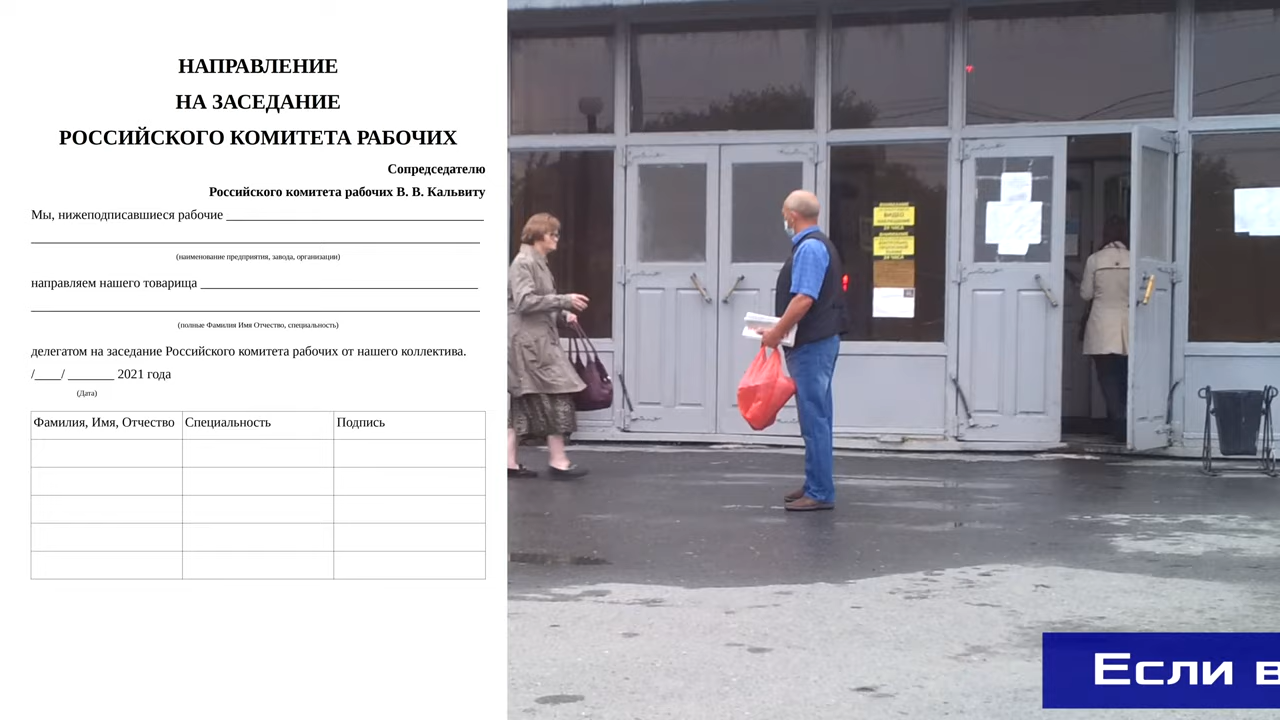 НАПРАВЛЕНИЕ
НА ЗАСЕДАНИЕ
РОССИЙСКОГО КОМИТЕТА РАБОЧИХ
Сопредседателю
Российского комитета рабочих В. В. Кальвиту
Мы, нижеподписавшиеся рабочие
(наименование предприятия, завода, организации)
направляем нашего товарища
(полные Фамилия Имя Отчество, специальность)
делегатом на заседание Российского комитета рабочих от нашего коллектива.
/____/ _______ 2021 года
(Дата)
Фамилия, Имя, Отчество Специальность Подпись
ВИДЕО
Если в